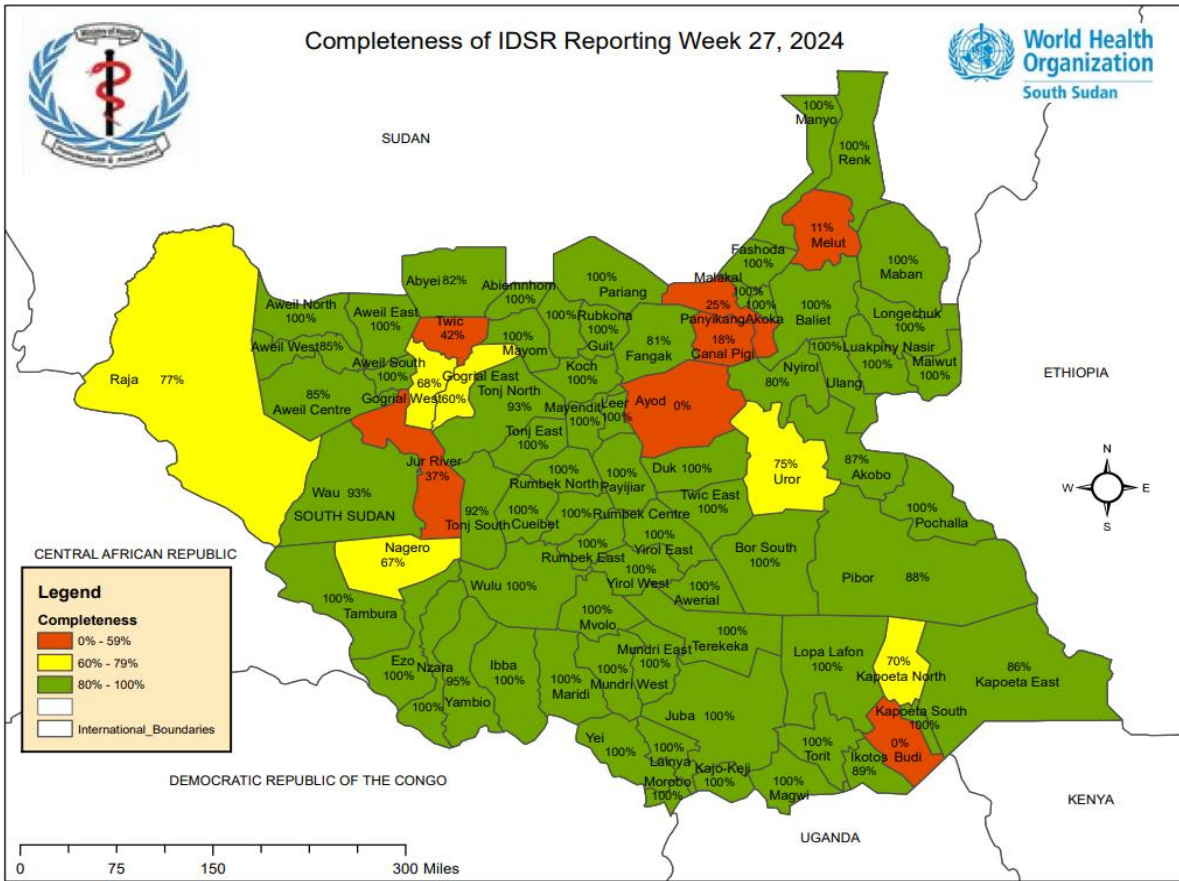 Completeness of IDSR Reporting Week 27, 2024
Ministry of Health
World Health
Organization
South Sudan
SUDAN
100%
Manyo
100%
Renk
11%
Melut
Fashoda
100%
100%
Maban
Abyei 82%
Abiemnhom
100%
100%
Pariang
Malakal
25%
100%
100%
100%
Baliet
Longechuk
100%
Aweil North
100%
Aweil East
100%
Twic
42%
100%
Mayom
100%
Rubkona
100%
Guit
81%
Fangak
Panyikang
Akoka
18%
Canal Pigi
100%
Luakpiny Nasir
100%
Maiwut
100%
Aweil West 85%
Aweil South
100%
68%
Gogrial East
Gogrial West
60%
Koch
100%
Nyirol
80%
Ulang
ETHIOPIA
Raja 77%
85%
Aweil Centre
Tonj North
93%
Mayendit
100%
Leer
100%
Ayod 0%
Tonj East
100%
Jur River
37%
100%
Rumbek North
100%
Payijiar
Duk 100%
75%
Uror
87%
Akobo
Wau 93%
SOUTH SUDAN
92%
Tonj South
100%
Cueibet
100%
Rumbek Centre
Twic East
100%
100%
Pochalla
N
W
E
S
CENTRAL AFRICAN REPUBLIC
Nagero
67%
Rumbek East
100%
Yirol East
100%
Yirol West
Bor South
100%
Pibor 88%
Wulu 100%
100%
Awerial
100%
Tambura
100%
Mvolo
100%
Terekeka
Lopa Lafon
100%
70%
Kapoeta North
86%
Kapoeta East
Ezo
100%
Nzara
95%
Yambio
100%
Ibba
100%
100%
Maridi
100%
Mundri West
Mundri East
100%
Juba 100%
Kapoeta South
100%
0%
Budi
Yei
100%
100%
Lainya
Morobo
100%
Kajo-Keji
100%
100%
Torit
Ikotos
89%
100%
Magwi
Legend
Completeness
0% - 59%
60% - 79%
80% - 100%
International_Boundaries
DEMOCRATIC REPUBLIC OF THE CONGO
UGANDA
KENYA
0 75 150 300 Miles